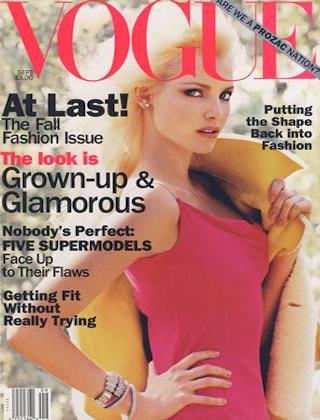 VOGUE
ARE WE A PROZAC NATION?
SEPT
$3.00
At Last!
The Fall
Fashion Issue
The look is
Grown-up &
Glamorous
Nobody's Perfect:
FIVE SUPERMODELS
Face Up
to Their Flaws
Getting Fit
Without
Really Trying
Putting
the Shape
Back into
Fashion